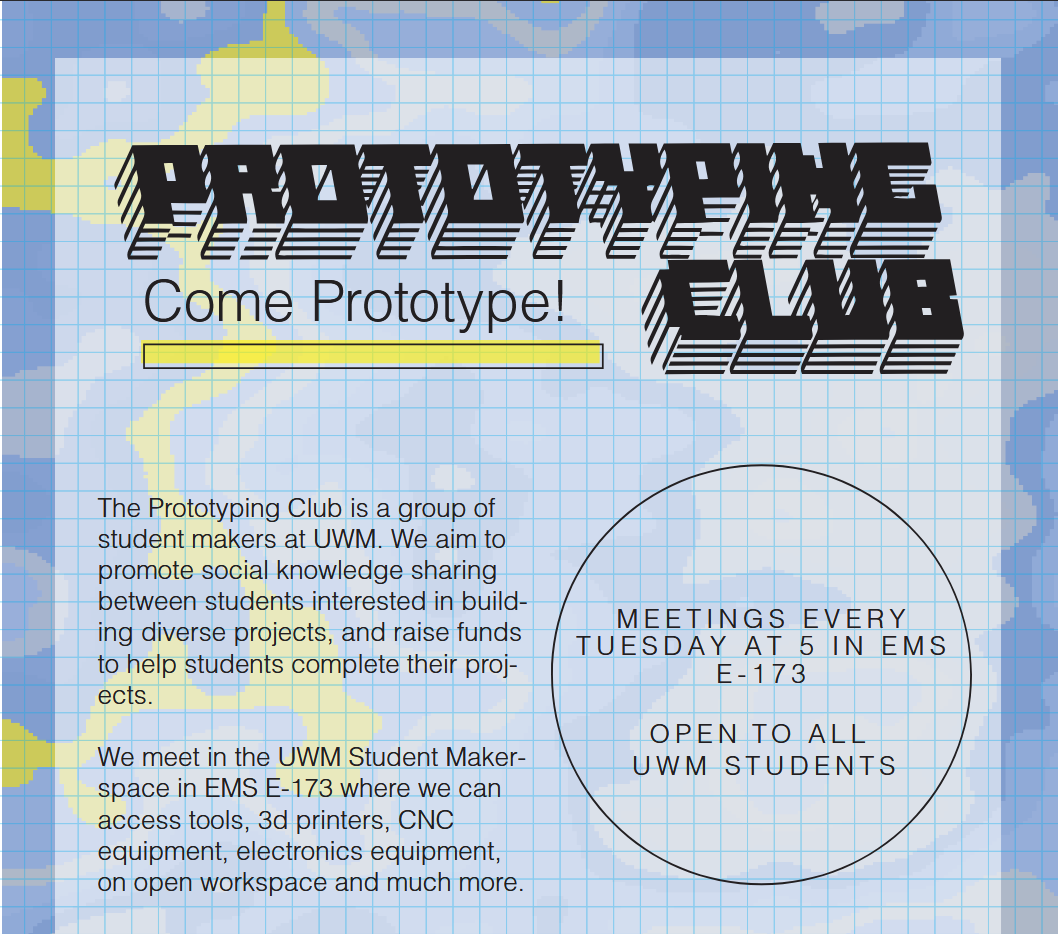 PROTOTYPING
CLUB
Come Prototype!
The Prototyping Club is a group of
student makers at UWM. We aim to
promote social knowledge sharing
between students interested in build-
ing diverse projects, and raise funds
to help students complete their proj-
ects.
We meet in the UWM Student Maker-
space in EMS E-173 where we can
access tools, 3d printers, CNC
equipment, electronics equipment,
on open workspace and much more.
MEETINGS EVERY
TUESDAY AT 5 IN EMS
E-173
OPEN TO ALL
UWM STUDENTS